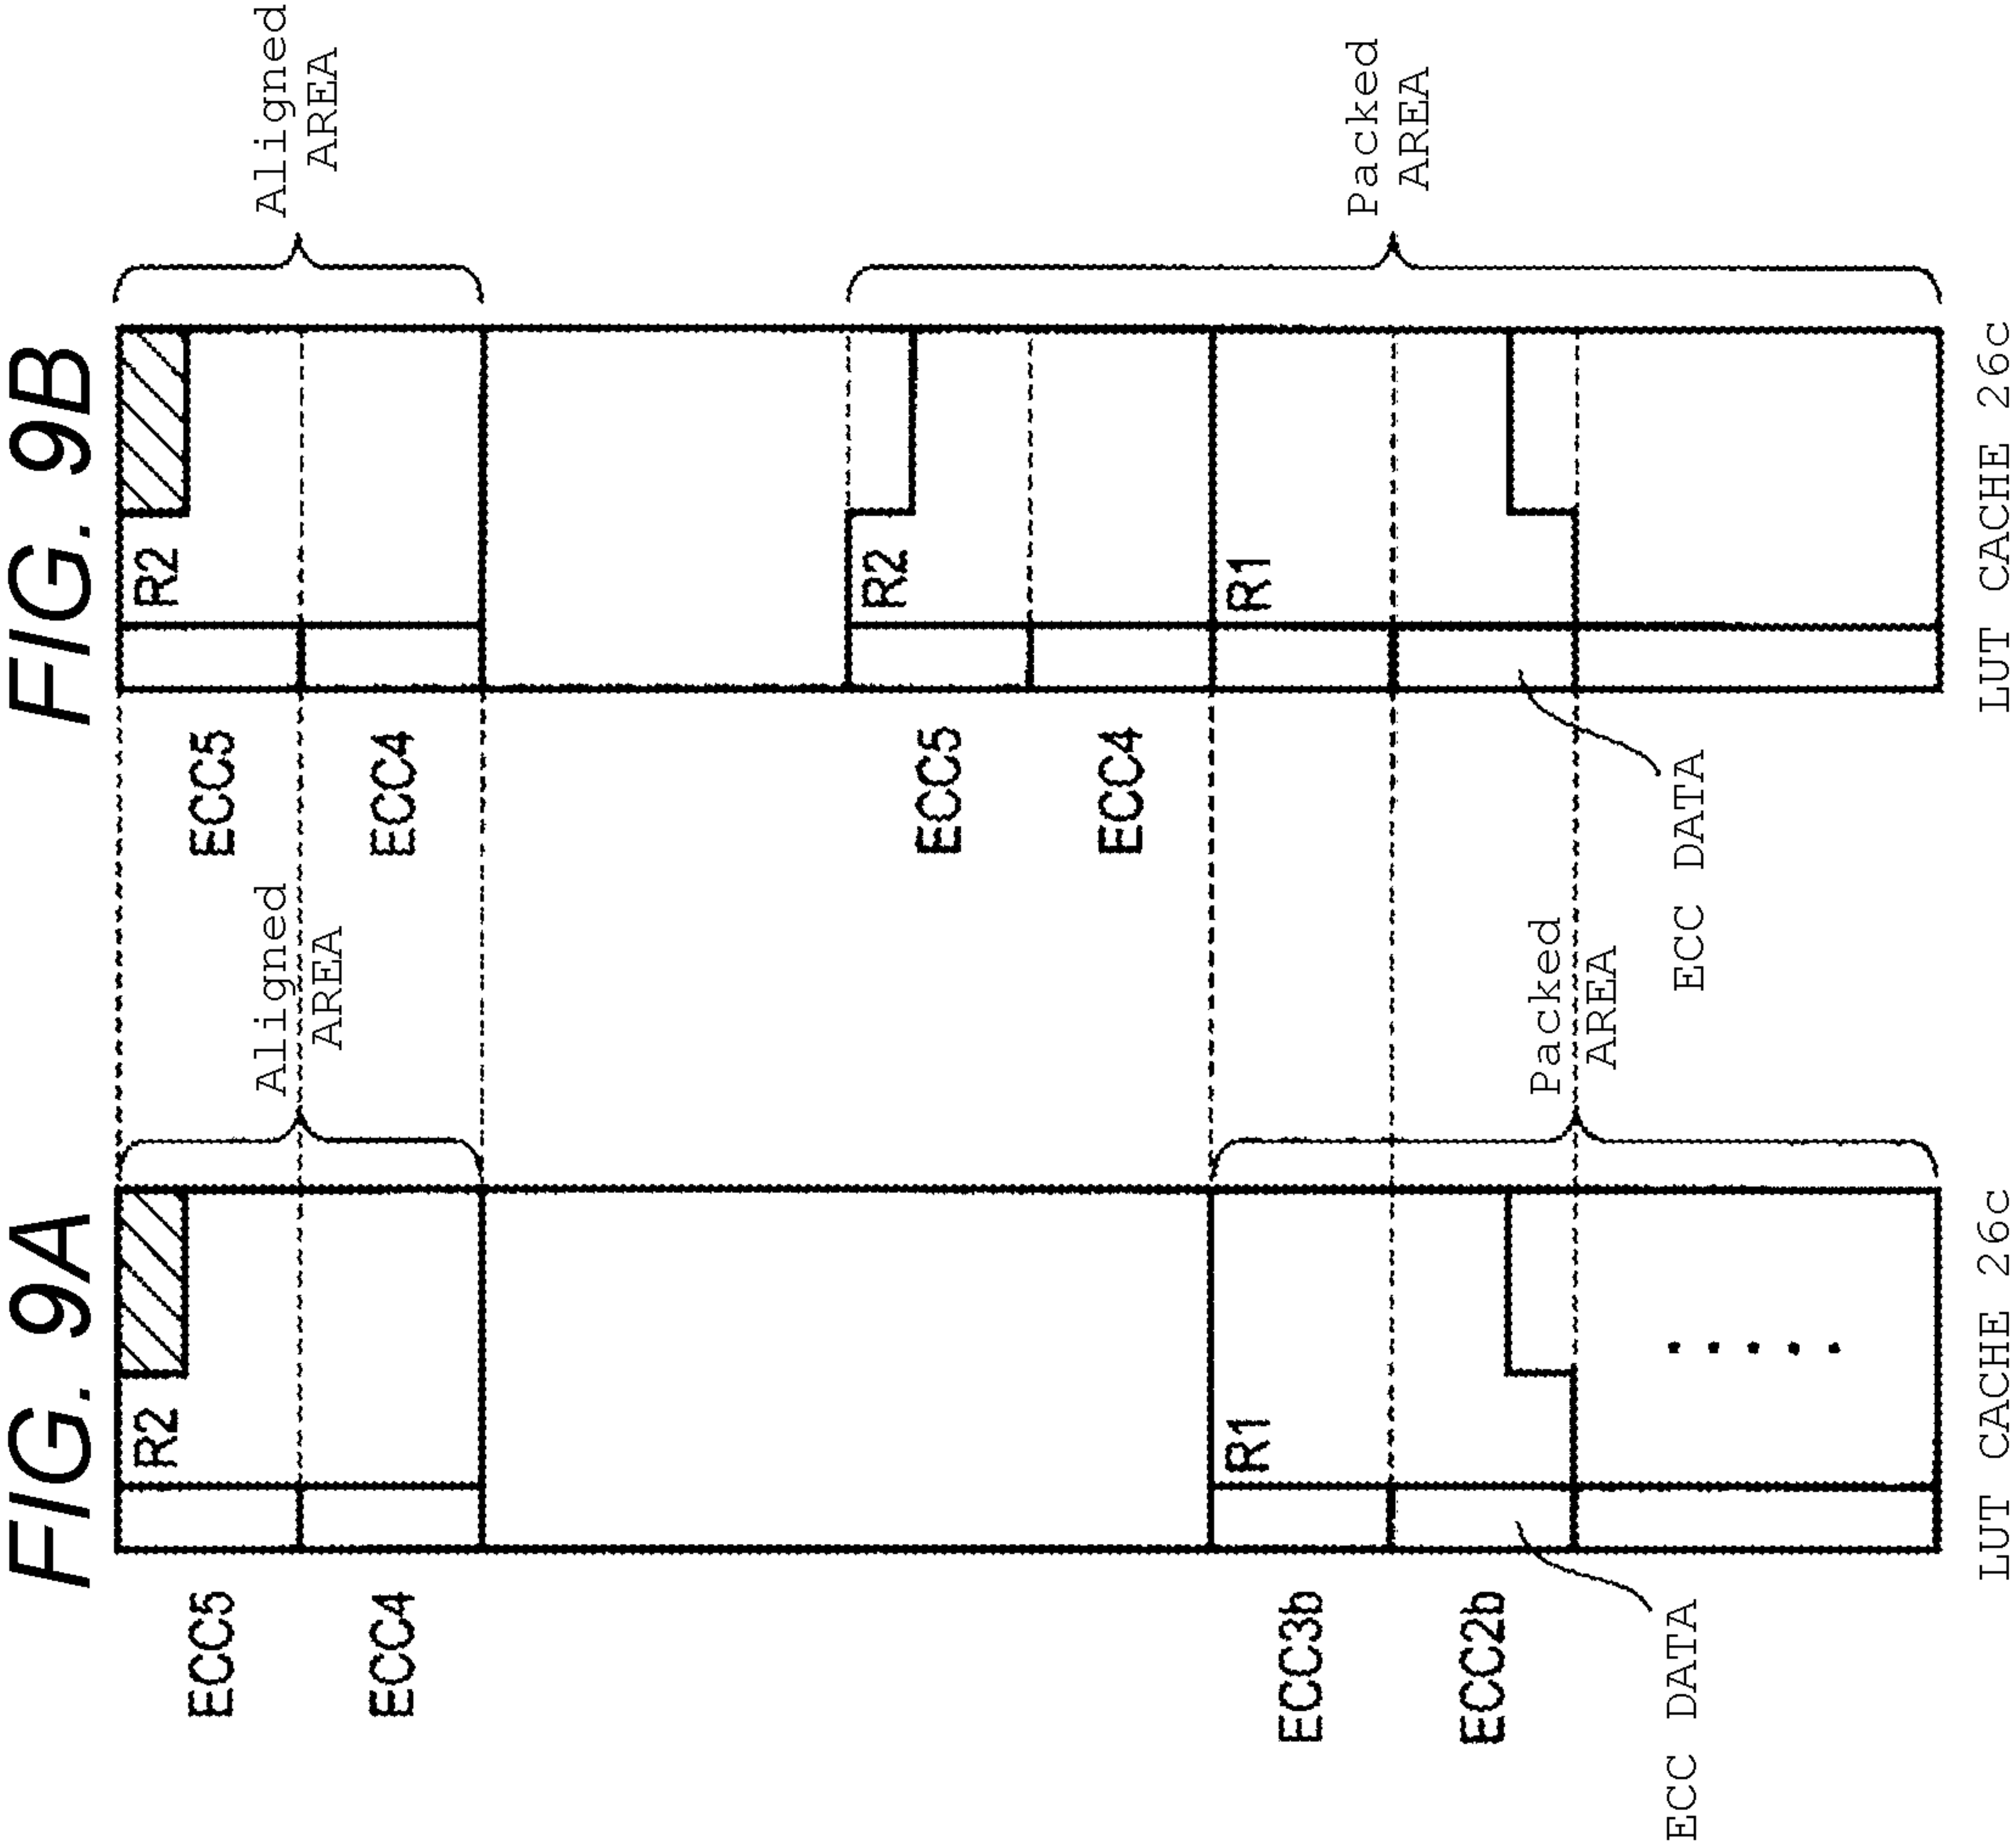 FIG. 9A
Aligned
AREA
ECC5
R2
ECC4
Packed
AREA
ECC3b
R1
ECC2b
.....
ECC DATA
LUT CACHE 26c
FIG. 9B
Aligned
AREA
ECC5
R2
ECC4
Packed
AREA
ECC5
R2
ECC4
R1
ECC DATA
LUT CACHE 26c